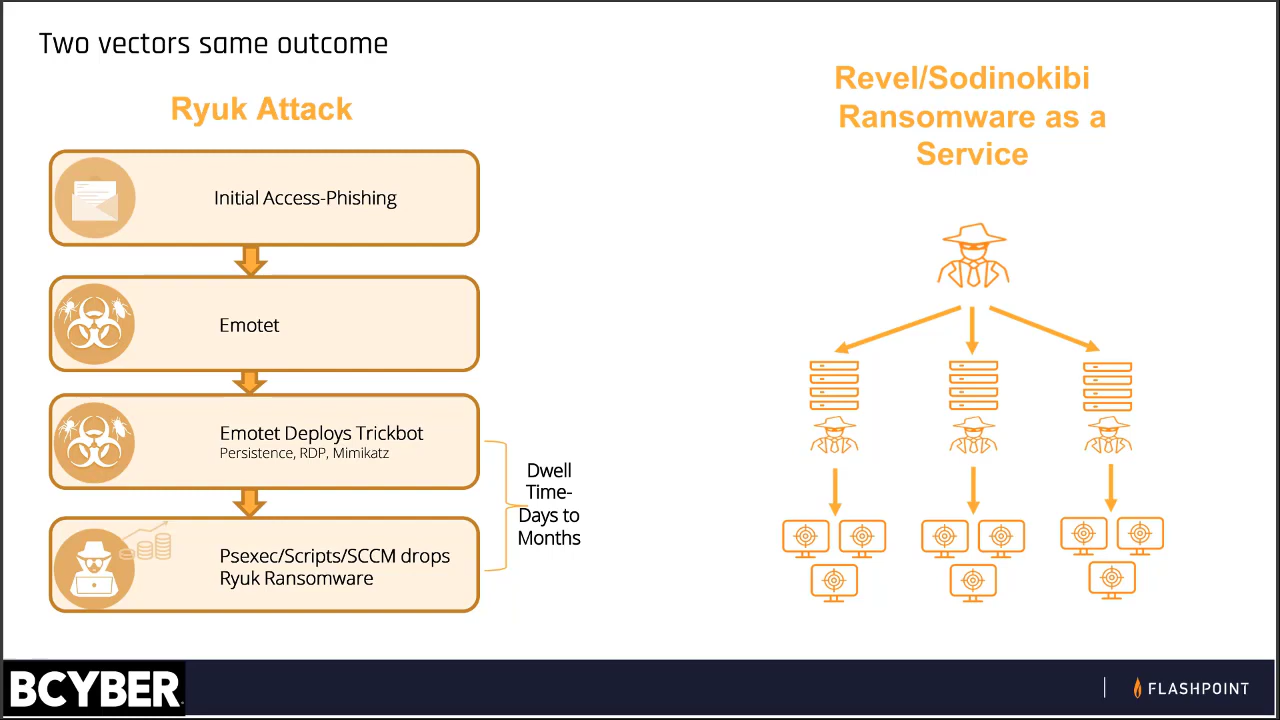 Two vectors same outcome
Ryuk Attack
Initial Access-Phishing
Emotet
Emotet Deploys Trickbot
Persistence, RDP, Mimikatz
Psexec/Scripts/SCCM drops
Ryuk Ransomware
Dwell
Time-
Days to
Months
Revel/Sodinokibi
Ransomware as a
Service
BCYBER
FLASHPOINT